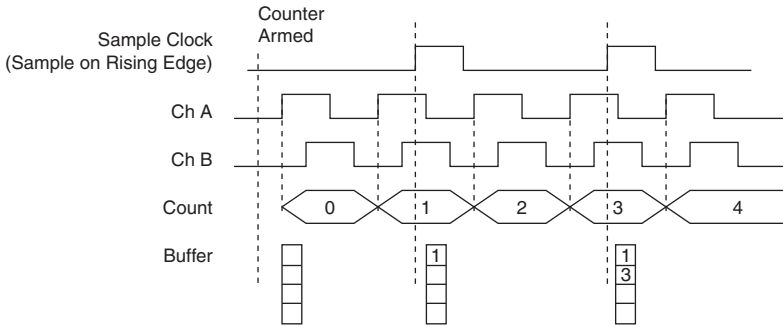 Counter
Armed
Sample Clock
(Sample on Rising Edge)
Ch A
Ch B
Count
0 1 2 3 4
Buffer
1 1
3